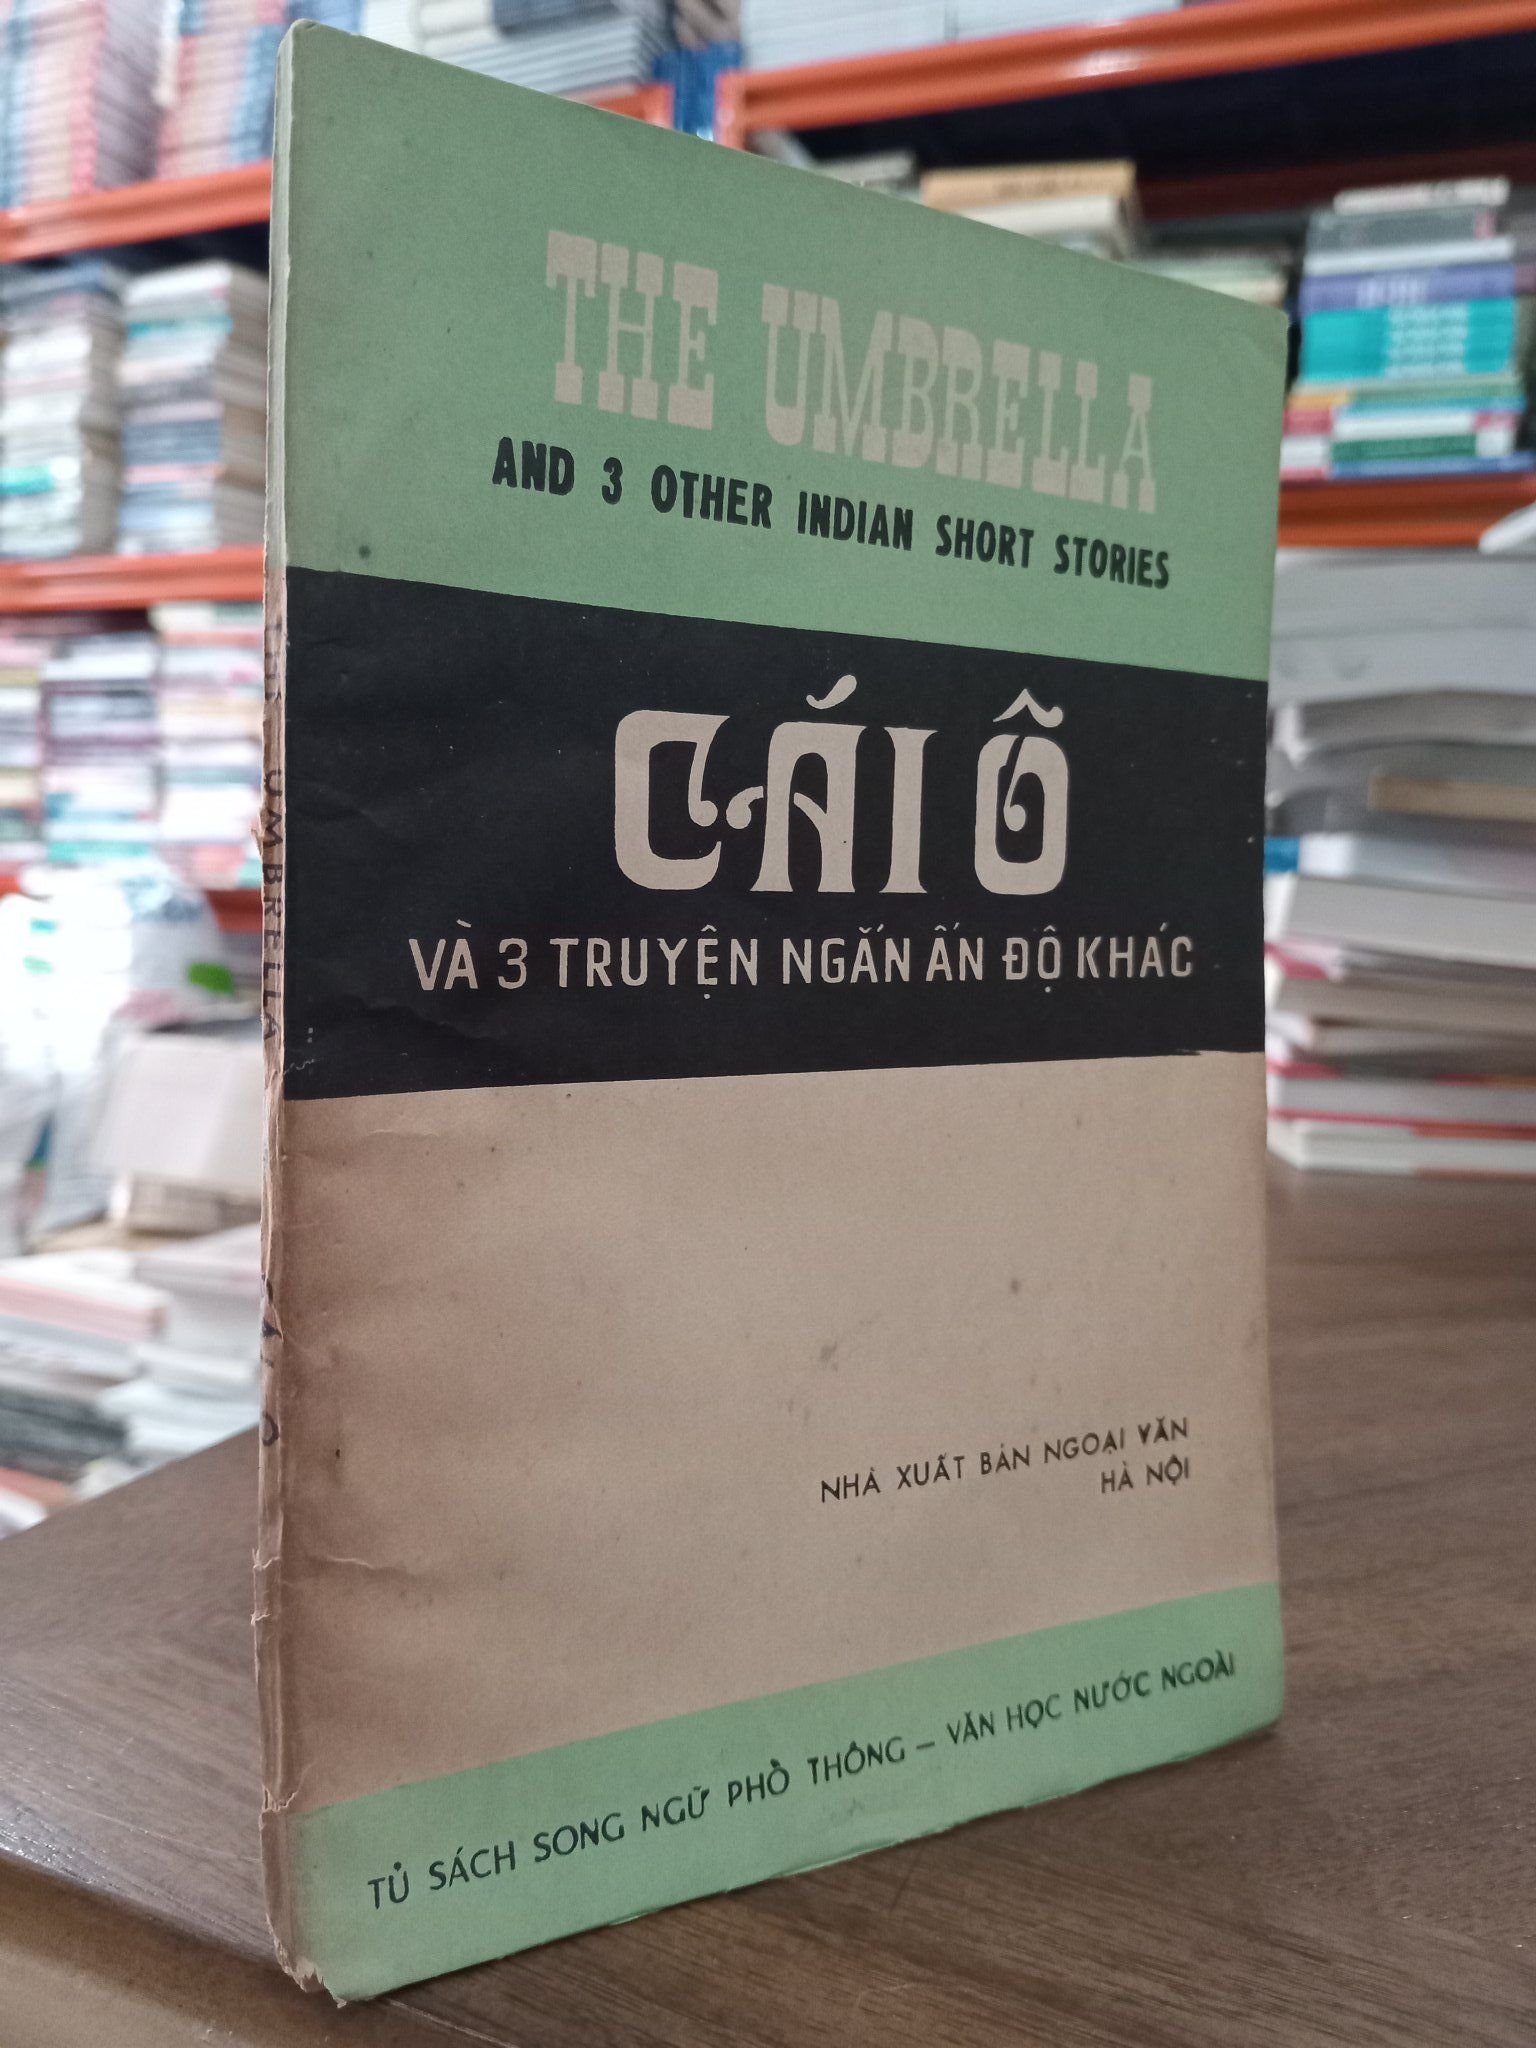 THE UMBRELLA
AND 3 OTHER INDIAN SHORT STORIES
CÁI Ô
VÀ 3 TRUYỆN NGẮN ẤN ĐỘ KHÁC
NHÀ XUẤT BẢN NGOẠI VĂN
HÀ NỘI
TỦ SÁCH SONG NGỮ PHỔ THÔNG – VĂN HỌC NƯỚC NGOÀI
THE UMBRELLA CÁI Ô